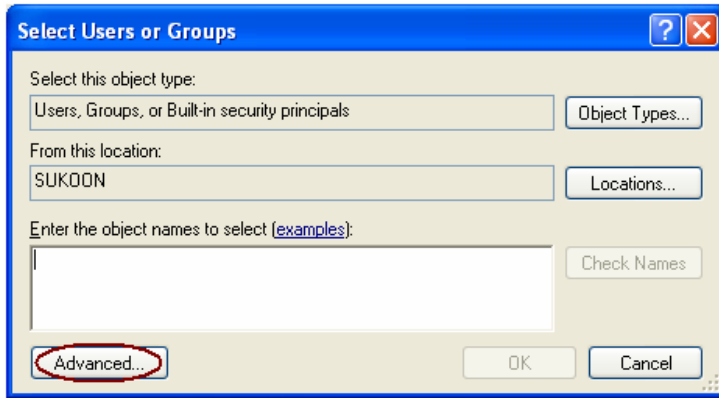 Select Users or Groups
Select this object type:
Users, Groups, or Built-in security principals
Object Types...
From this location:
SUKOON
Locations...
Enter the object names to select (examples):
Check Names
Advanced...
OK
Cancel